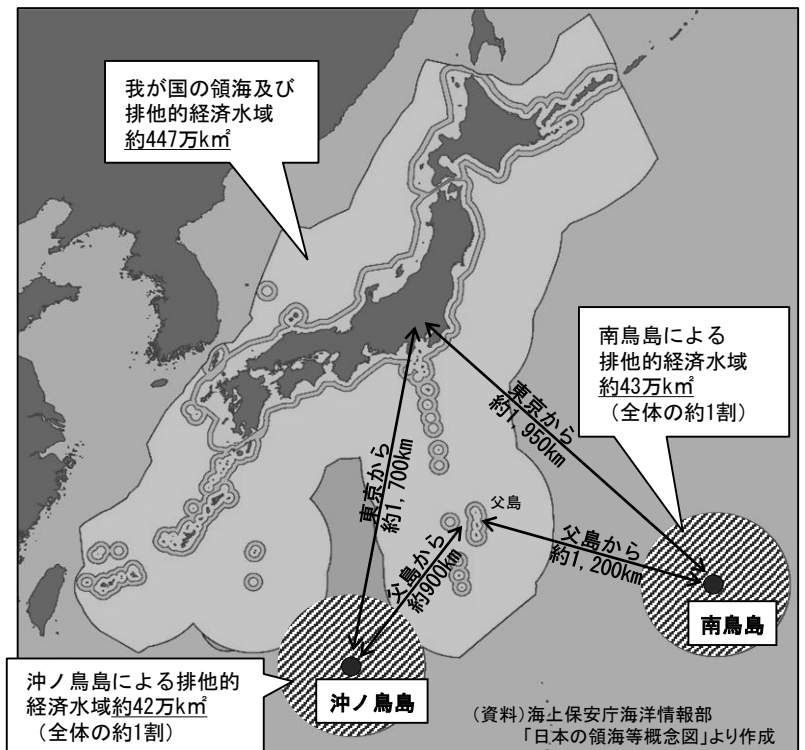 我が国の領海及び
排他的経済水域
約447万k㎡
南鳥島による
排他的経済水域
約43万k㎡
（全体の約1割）
東京から
約1,950km
東京から
約1,700km
父島
父島から
約900km
父島から
約1,200km
南鳥島
沖ノ鳥島
沖ノ鳥島による排他的
経済水域約42万k㎡
（全体の約1割）
（資料）海上保安庁海洋情報部
「日本の領海等概念図」より作成